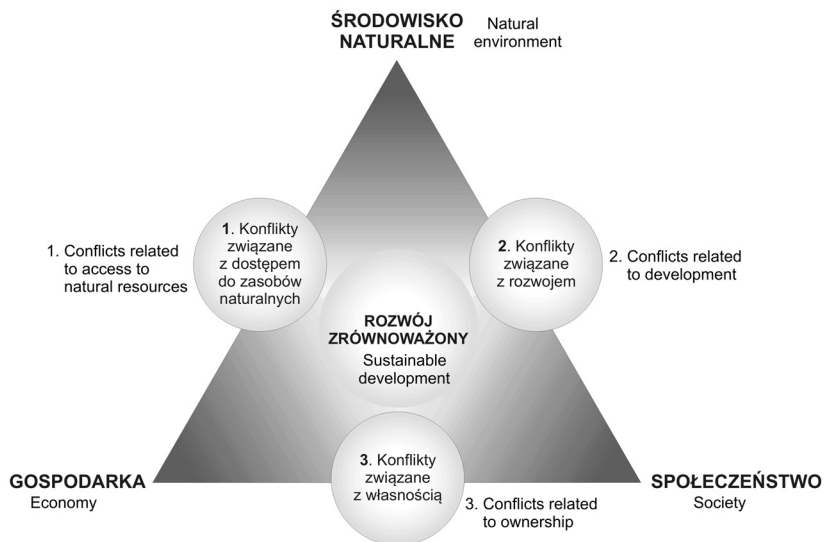 ŚRODOWISKO
NATURALNE
Natural
environment
1. Konflikty
związane
z dostępem
do zasobów
naturalnych
1. Conflicts related
to access to
natural resources
2. Konflikty
związane
z rozwojem
2. Conflicts related
to development
ROZWÓJ
ZRÓWNOWAŻONY
Sustainable
development
3. Konflikty
związane
z własnością
3. Conflicts related
to ownership
GOSPODARKA
Economy
SPOŁECZEŃSTWO
Society